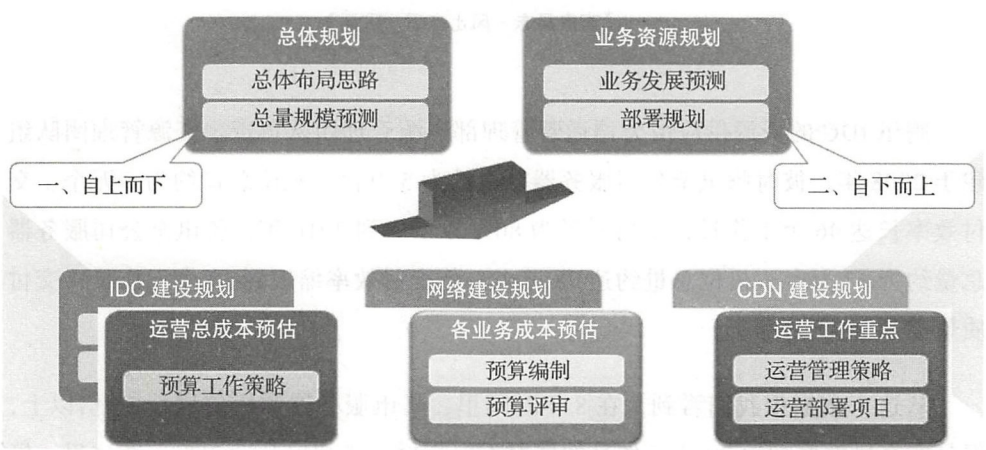 总体规划
总体布局思路
总量规模预测
业务资源规划
业务发展预测
部署规划
一、自上而下
二、自下而上
IDC 建设规划
网络建设规划
CDN 建设规划
运营总成本预估
预算工作策略
各业务成本预估
预算编制
预算评审
运营工作重点
运营管理策略
运营部署项目